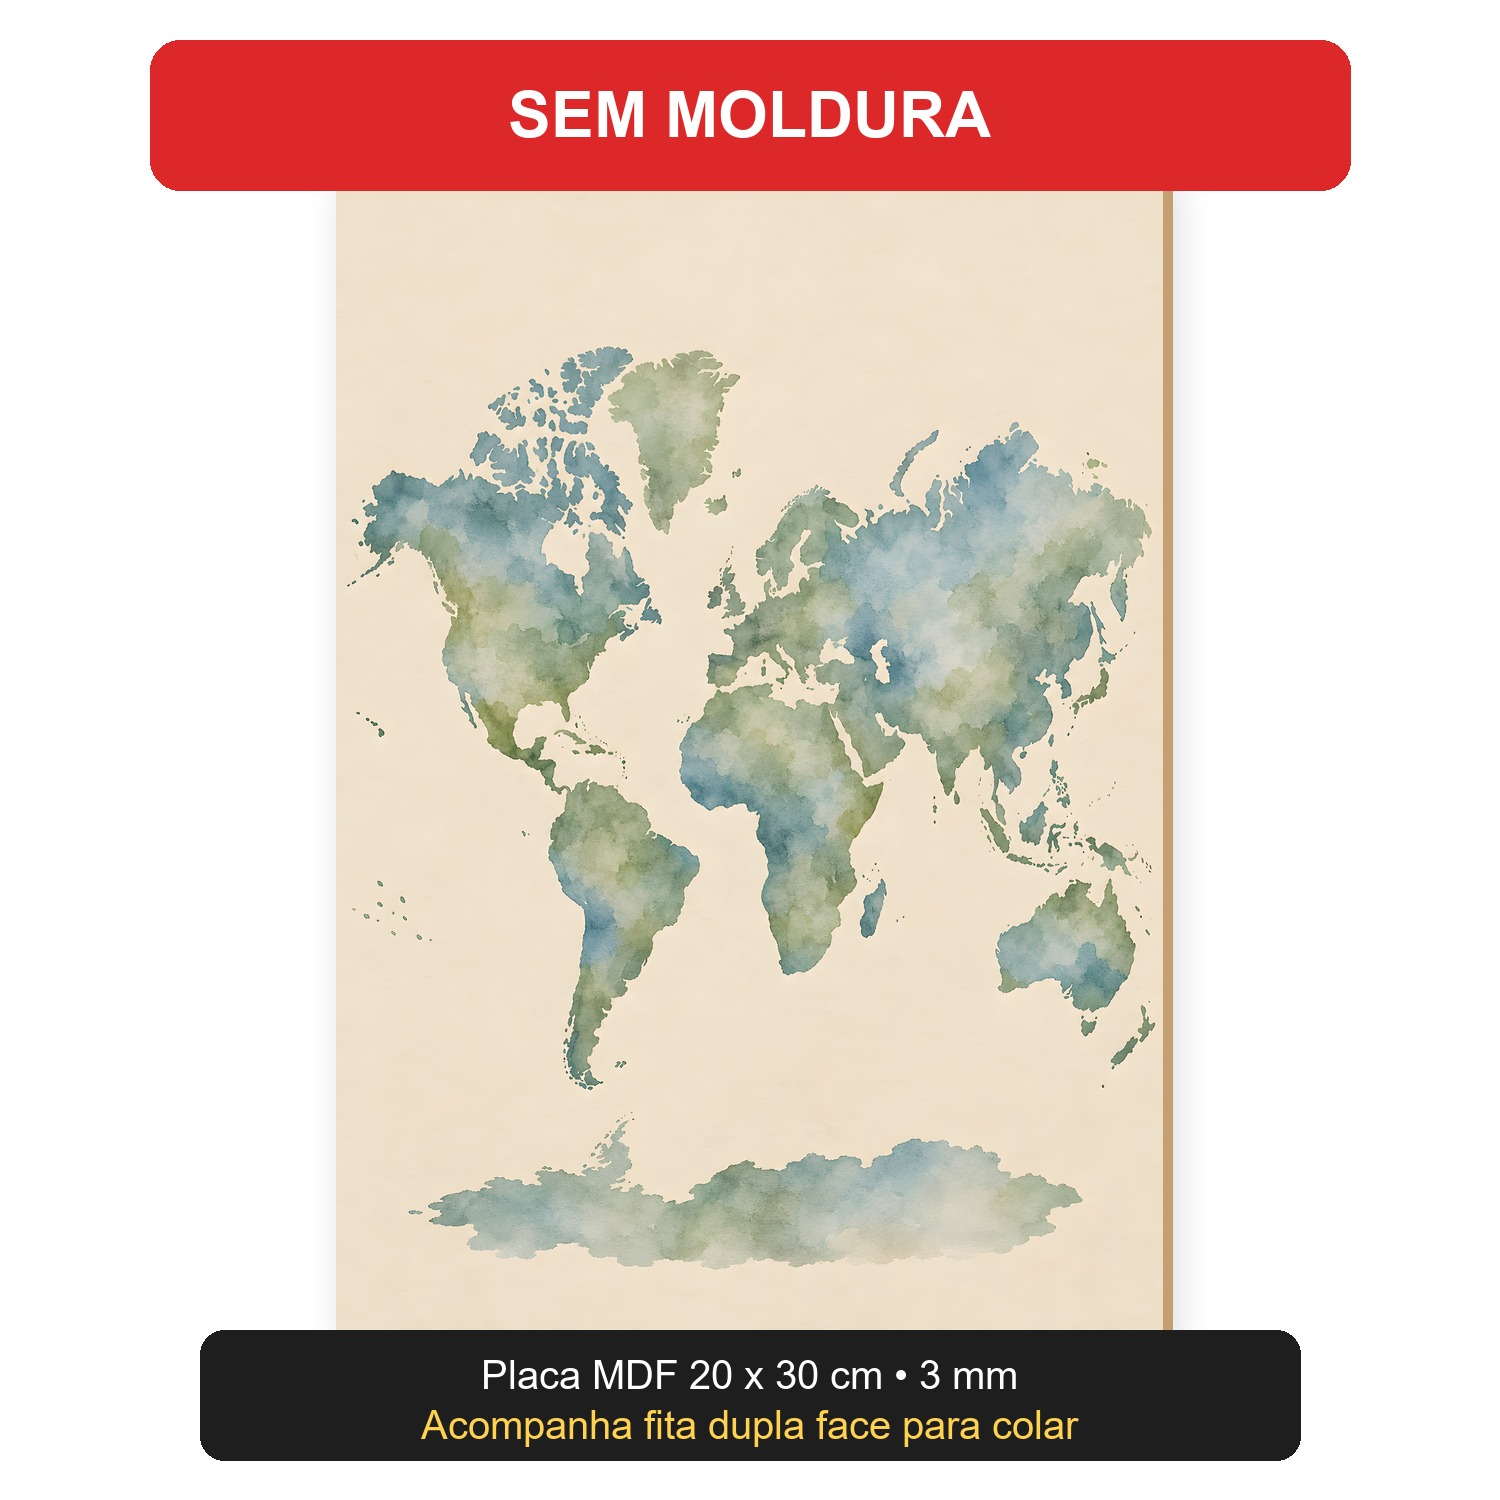 SEM MOLDURA
Placa MDF 20 x 30 cm • 3 mm
Acompanha fita dupla face para colar